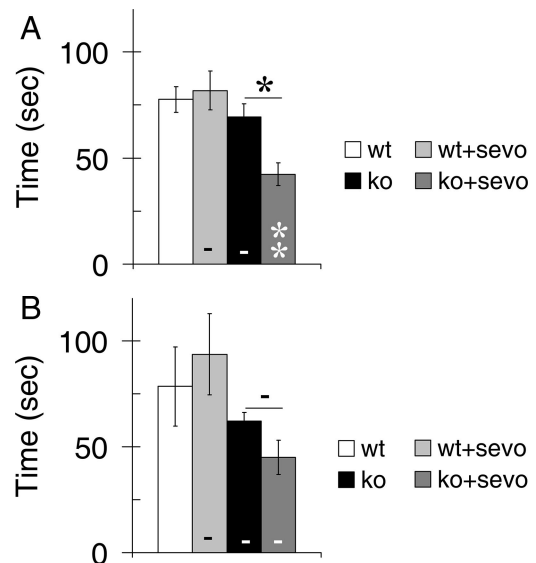 A
100
50
0
Time (sec)
*
-
-
*
*
wt
wt+sevo
ko
ko+sevo
B
100
50
0
Time (sec)
-
-
-
-
wt
wt+sevo
ko
ko+sevo